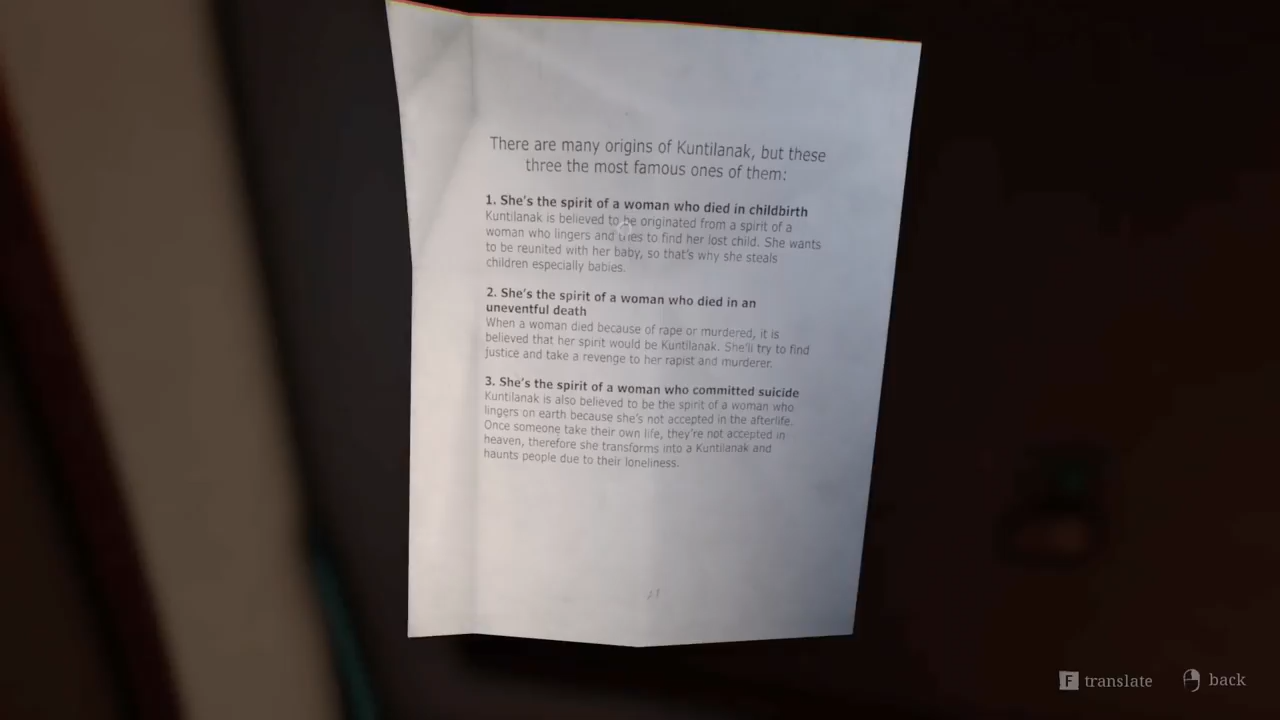 There are many origins of Kuntilanak, but these
three the most famous ones of them:
1. She's the spirit of a woman who died in childbirth
Kuntilanak is believed to be originated from a spirit of a
woman who lingers and tries to find her lost child. She wants
to be reunited with her baby, so that's why she steals
children especially babies.
2. She's the spirit of a woman who died in an
uneventful death
When a woman died because of rape or murdered, it is
believed that her spirit would be Kuntilanak. She'll try to find
justice and take a revenge to her rapist and murderer.
3. She's the spirit of a woman who committed suicide
Kuntilanak is also believed to be the spirit of a woman who
lingers on earth because she's not accepted in the afterlife.
Once someone take their own life, they're not accepted in
heaven, therefore she transforms into a Kuntilanak and
haunts people due to their loneliness.
F translate back